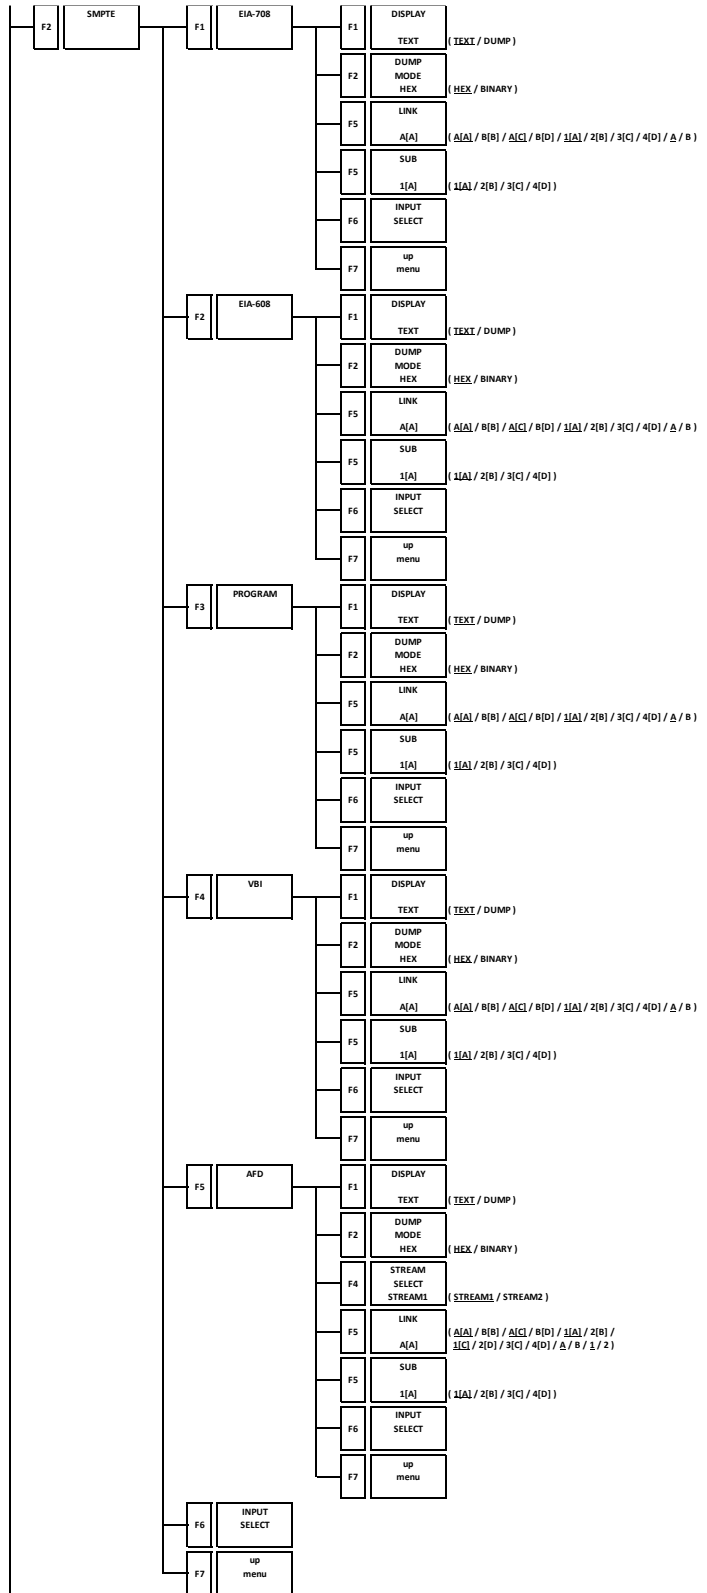 F2
SMPTE
F1
EIA-708
F1
DISPLAY
TEXT
( TEXT / DUMP )
F2
DUMP
MODE
HEX
( HEX / BINARY )
F5
LINK
A[A]
( A[A] / B[B] / A[C] / B[D] / 1[A] / 2[B] / 3[C] / 4[D] / A / B )
F5
SUB
1[A]
( 1[A] / 2[B] / 3[C] / 4[D] )
F6
INPUT
SELECT
F7
up
menu
F2
EIA-608
F1
DISPLAY
TEXT
( TEXT / DUMP )
F2
DUMP
MODE
HEX
( HEX / BINARY )
F5
LINK
A[A]
( A[A] / B[B] / A[C] / B[D] / 1[A] / 2[B] / 3[C] / 4[D] / A / B )
F5
SUB
1[A]
( 1[A] / 2[B] / 3[C] / 4[D] )
F6
INPUT
SELECT
F7
up
menu
F3
PROGRAM
F1
DISPLAY
TEXT
( TEXT / DUMP )
F2
DUMP
MODE
HEX
( HEX / BINARY )
F5
LINK
A[A]
( A[A] / B[B] / A[C] / B[D] / 1[A] / 2[B] / 3[C] / 4[D] / A / B )
F5
SUB
1[A]
( 1[A] / 2[B] / 3[C] / 4[D] )
F6
INPUT
SELECT
F7
up
menu
F4
VBI
F1
DISPLAY
TEXT
( TEXT / DUMP )
F2
DUMP
MODE
HEX
( HEX / BINARY )
F5
LINK
A[A]
( A[A] / B[B] / A[C] / B[D] / 1[A] / 2[B] / 3[C] / 4[D] / A / B )
F5
SUB
1[A]
( 1[A] / 2[B] / 3[C] / 4[D] )
F6
INPUT
SELECT
F7
up
menu
F5
AFD
F1
DISPLAY
TEXT
( TEXT / DUMP )
F2
DUMP
MODE
HEX
( HEX / BINARY )
F4
STREAM
SELECT
STREAM1
( STREAM1 / STREAM2 )
F5
LINK
A[A]
( A[A] / B[B] / A[C] / B[D] / 1[A] / 2[B] /
1[C] / 2[D] / 3[C] / 4[D] / A / B / 1 / 2 )
F5
SUB
1[A]
( 1[A] / 2[B] / 3[C] / 4[D] )
F6
INPUT
SELECT
F7
up
menu
F6
INPUT
SELECT
F7
up
menu